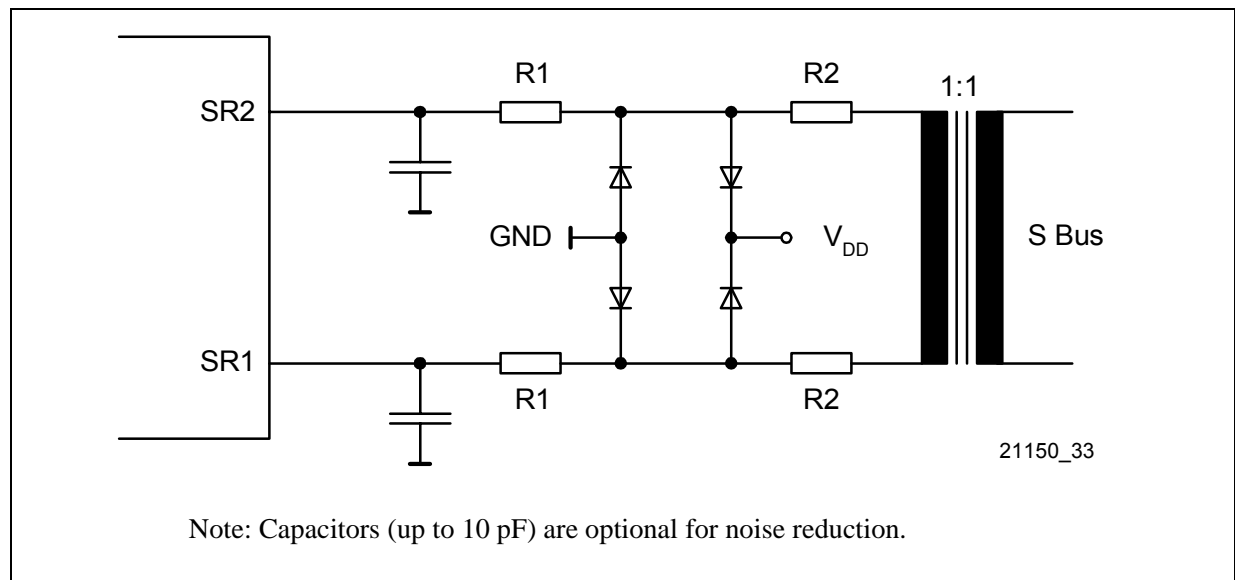 R1
R2
1:1
SR2
GND
VDD
S Bus
SR1
R1
R2
21150_33
Note: Capacitors (up to 10 pF) are optional for noise reduction.